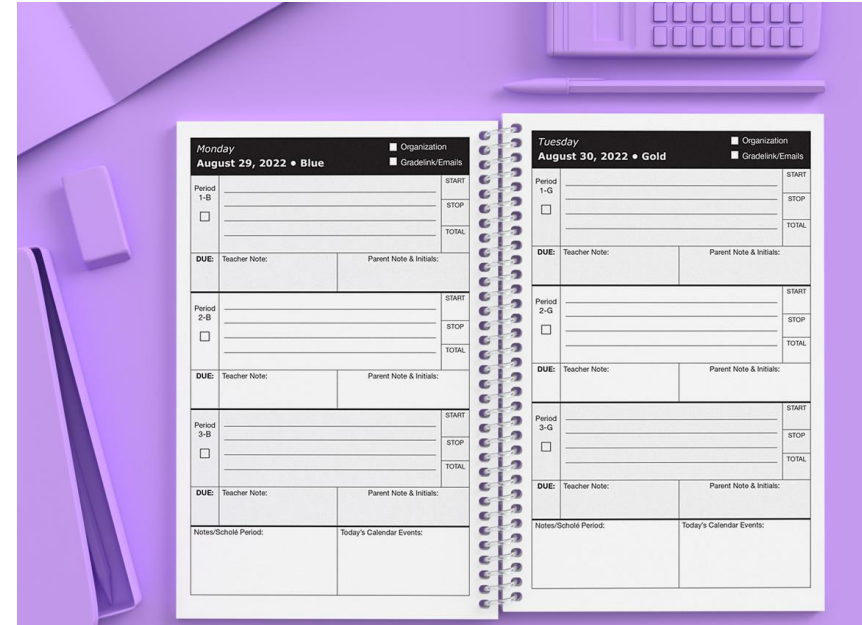 Monday
August 29, 2022 • Blue
Organization
Gradelink/Emails
Period
1-B
START
STOP
TOTAL
DUE:
Teacher Note:
Parent Note & Initials:
Period
2-B
START
STOP
TOTAL
DUE:
Teacher Note:
Parent Note & Initials:
Period
3-B
START
STOP
TOTAL
DUE:
Teacher Note:
Parent Note & Initials:
Notes/Scholé Period:
Today's Calendar Events:
Tuesday
August 30, 2022 • Gold
Organization
Gradelink/Emails
Period
1-G
START
STOP
TOTAL
DUE:
Teacher Note:
Parent Note & Initials:
Period
2-G
START
STOP
TOTAL
DUE:
Teacher Note:
Parent Note & Initials:
Period
3-G
START
STOP
TOTAL
DUE:
Teacher Note:
Parent Note & Initials:
Notes/Scholé Period:
Today's Calendar Events: